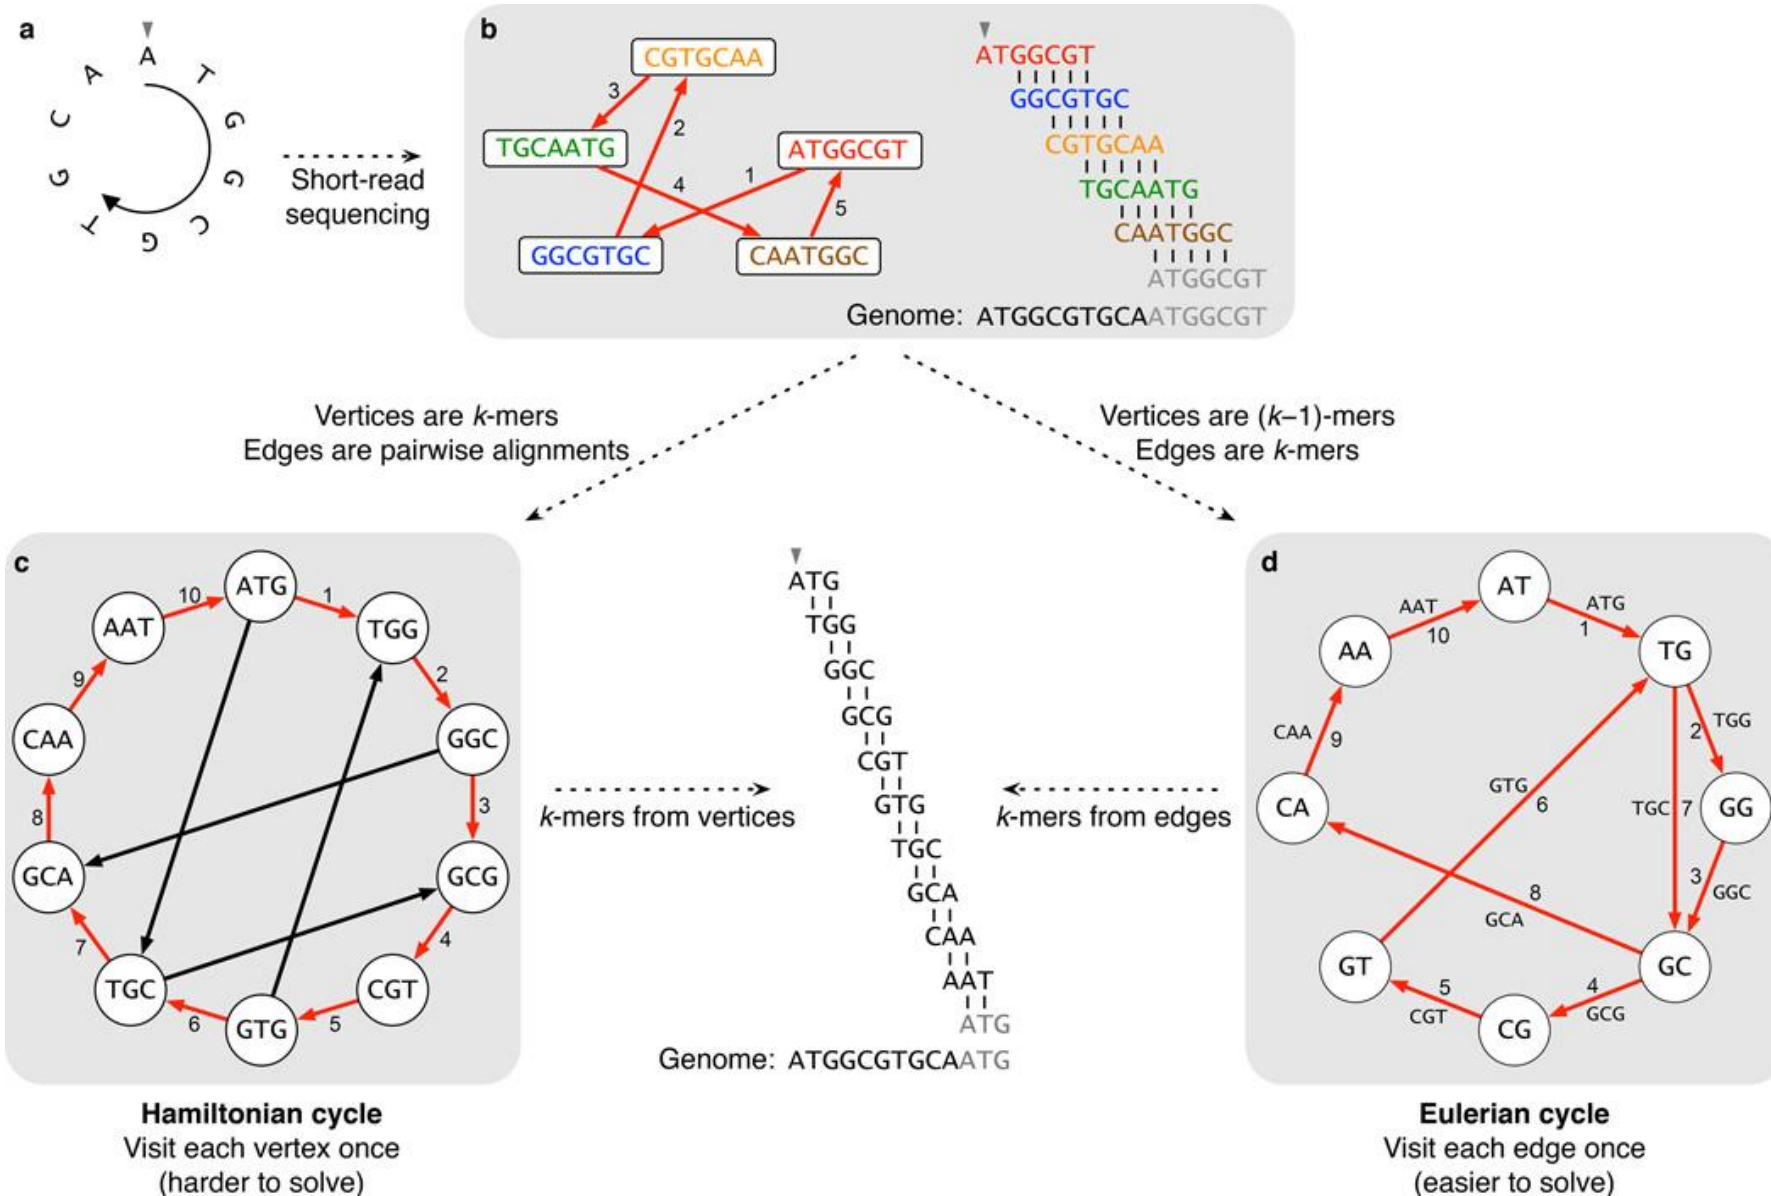 a
A
T
G
G
C
G
T
G
C
A
Short-read
sequencing
b
CGTGCAA
3
2
TGCAATG
ATGGCGT
4
1
5
GGCGTGC
CAATGGC
ATGGCGT
GGCGTGC
CGTGCAA
TGCAATG
CAATGGC
ATGGCGT
Genome: ATGGCGTGCAATGGCGT
Vertices are k-mers
Edges are pairwise alignments
Vertices are (k–1)-mers
Edges are k-mers
c
ATG
1
TGG
2
GGC
3
GCG
4
CGT
5
GTG
6
TGC
7
GCA
8
CAA
9
AAT
10
k-mers from vertices
ATG
TGG
GGC
GCG
CGT
GTG
TGC
GCA
CAA
AAT
ATG
Genome: ATGGCGTGCAATG
k-mers from edges
d
AT
ATG
1
TG
TGG
2
GG
3
GGC
GC
4
GCG
CG
5
CGT
GT
GTG
6
TGC 7
8
GCA
CA
CAA
9
AA
AAT
10
Hamiltonian cycle
Visit each vertex once
(harder to solve)
Eulerian cycle
Visit each edge once
(easier to solve)